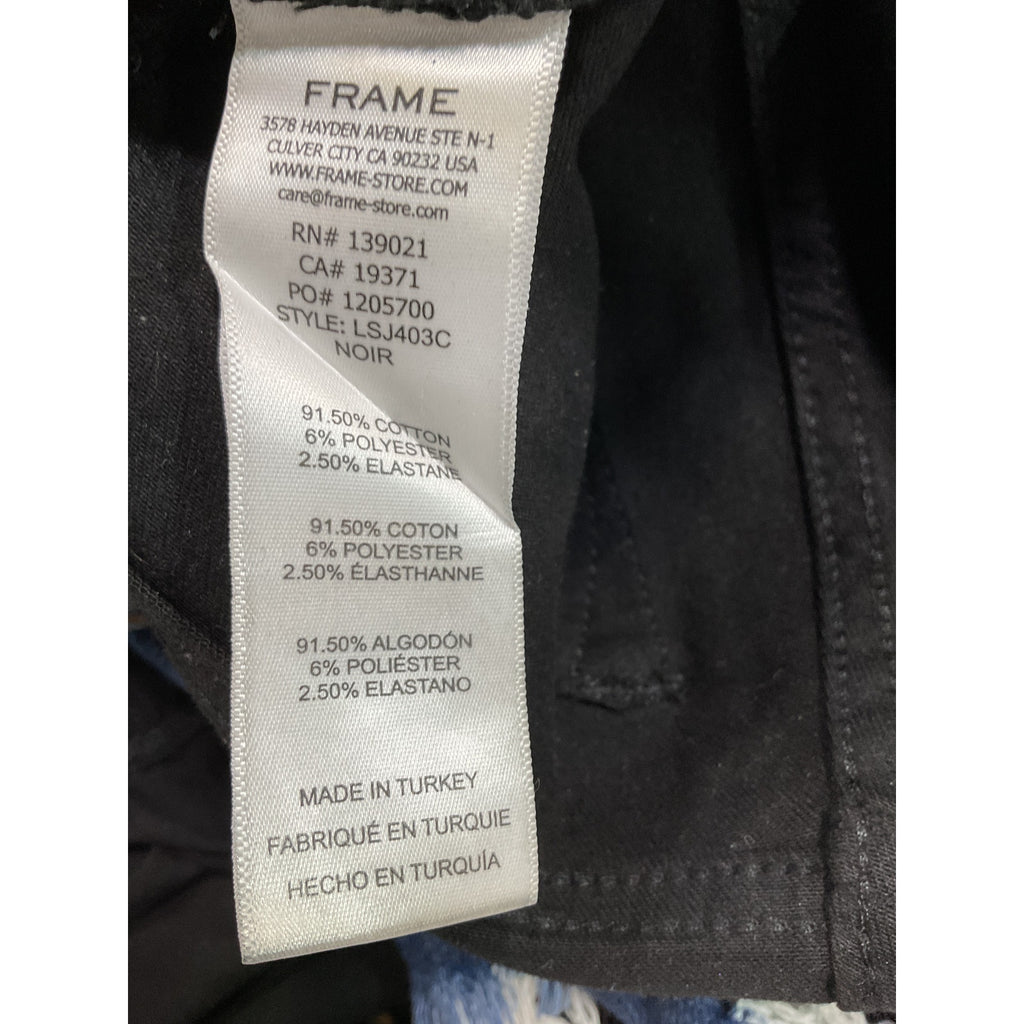 FRAME
3578 HAYDEN AVENUE STE N-1
CULVER CITY CA 90232 USA
WWW.FRAME-STORE.COM
care@frame-store.com
RN# 139021
CA# 19371
PO# 1205700
STYLE: LSJ403C
NOIR
91.50% COTTON
6% POLYESTER
2.50% ELASTANE
91.50% COTON
6% POLYESTER
2.50% ÉLASTHANNE
91.50% ALGODÓN
6% POLIÉSTER
2.50% ELASTANO
MADE IN TURKEY
FABRIQUÉ EN TURQUIE
HECHO EN TURQUÍA